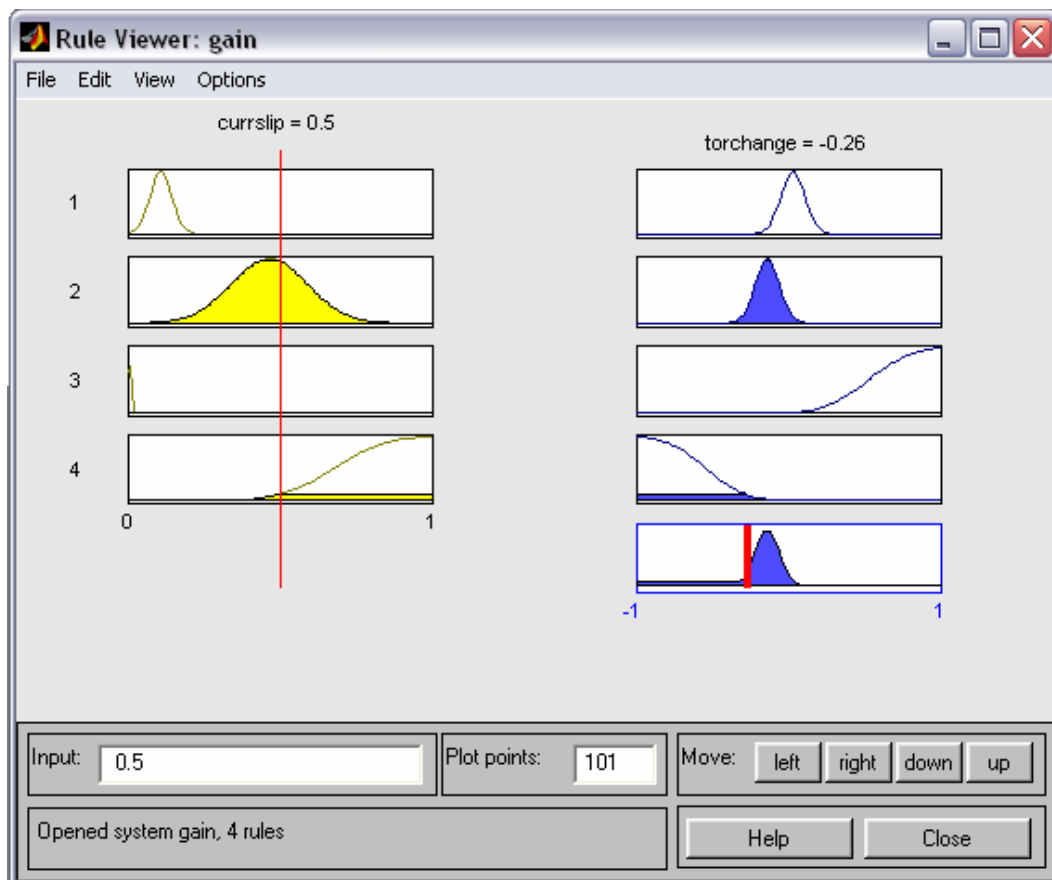 Rule Viewer: gain
File Edit View Options
currslip = 0.5
torchange = -0.26
1
2
3
4
0 1
-1 1
Input: 0.5
Plot points: 101
Move: left right down up
Opened system gain, 4 rules
Help Close